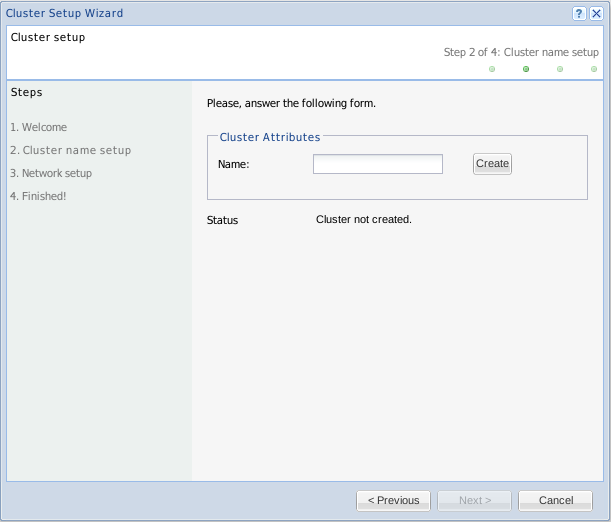 Cluster Setup Wizard
Cluster setup
Step 2 of 4: Cluster name setup
Steps
1. Welcome
2. Cluster name setup
3. Network setup
4. Finished!
Please, answer the following form.
Cluster Attributes
Name:
Create
Status
Cluster not created.
< Previous
Next >
Cancel